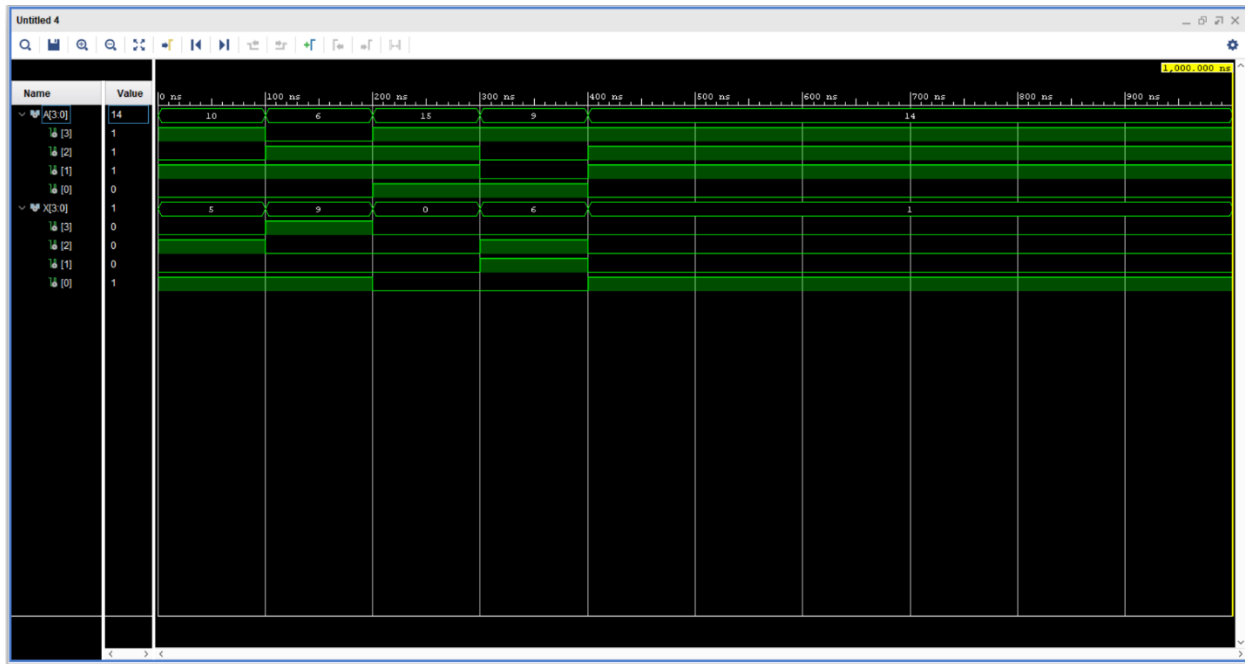 Untitled 4
1,000.000 ns
Name Value 0 ns 100 ns 200 ns 300 ns 400 ns 500 ns 600 ns 700 ns 800 ns 900 ns
A[3:0] 14 10 6 15 9 14
[3] 1
[2] 1
[1] 1
[0] 0
X[3:0] 1 5 9 0 6 1
[3] 0
[2] 0
[1] 0
[0] 1